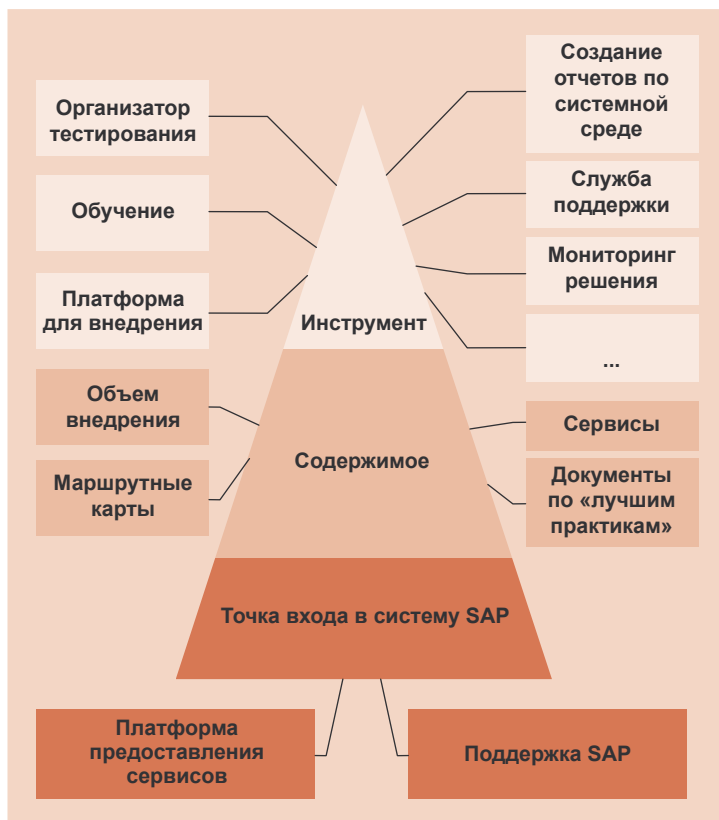 Организатор
тестирования
Обучение
Платформа
для внедрения
Объем
внедрения
Маршрутные
карты
Создание
отчетов по
системной
среде
Служба
поддержки
Мониторинг
решения
...
Сервисы
Документы
по «лучшим
практикам»
Инструмент
Содержимое
Точка входа в систему SAP
Платформа
предоставления
сервисов
Поддержка SAP